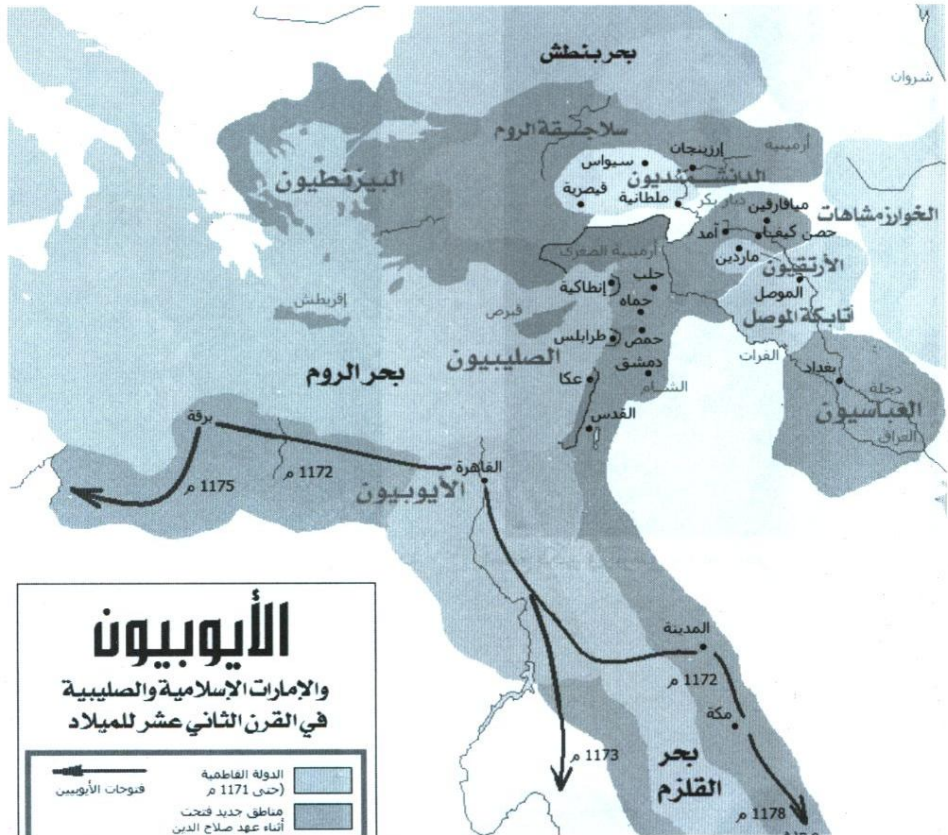 بحر بنطش
شروان
سلاجقة الروم
أرمينية
إرزينجان
سيواس
الدانشمنديون
البيزنطيون
قيصرية
ملطانية
ديار بكر
ميافارقين
الخوارزمشاهات
حصن كيفا
آمد
ماردين
أرمينية الصغرى
الأرتقيون
حلب
إنطاكية
الموصل
حماه
أتابكة الموصل
إقريطش
قبرص
طرابلس
حمص
الصليبيون
الفرات
دمشق
بغداد
بحر الروم
عكا
الشام
دجلة
العباسيون
القدس
العراق
برقة
القاهرة
1172 م
1175 م
الأيوبيون
المدينة
1172 م
مكة
1173 م
بحر
القلزم
1178 م
الأيوبيون
والإمارات الإسلامية والصليبية
في القرن الثاني عشر للميلاد
الدولة الفاطمية
(حتى 1171 م
فتوحات الأيوبيين
مناطق جديد فتحت
أثناء عهد صلاح الدين